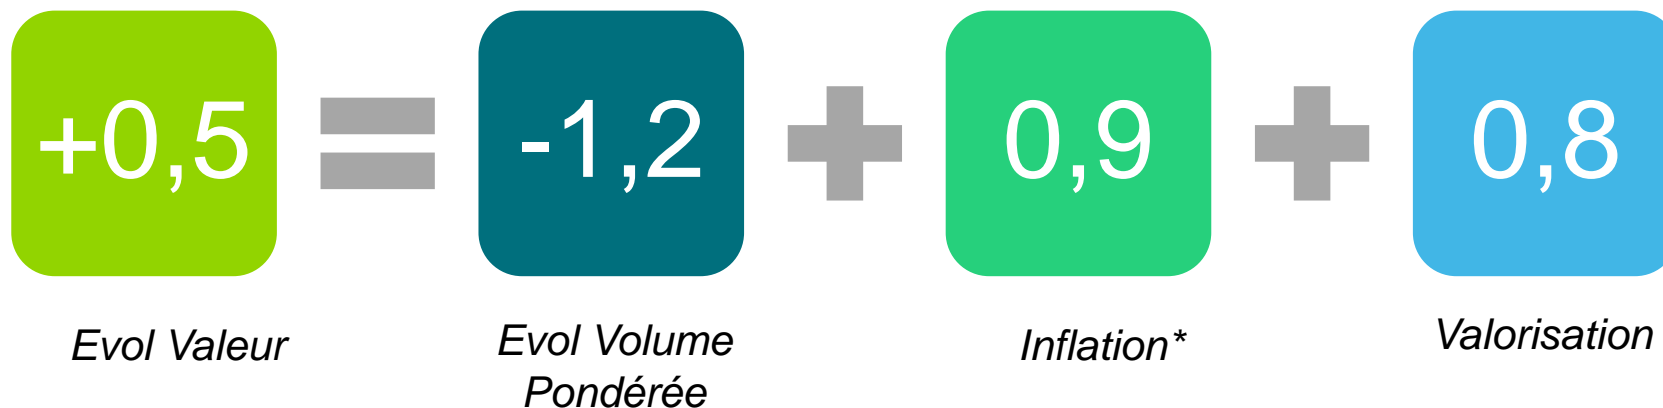 +0,5 = -1,2 + 0,9 + 0,8
Evol Valeur
Evol Volume
Pondérée
Inflation*
Valorisation